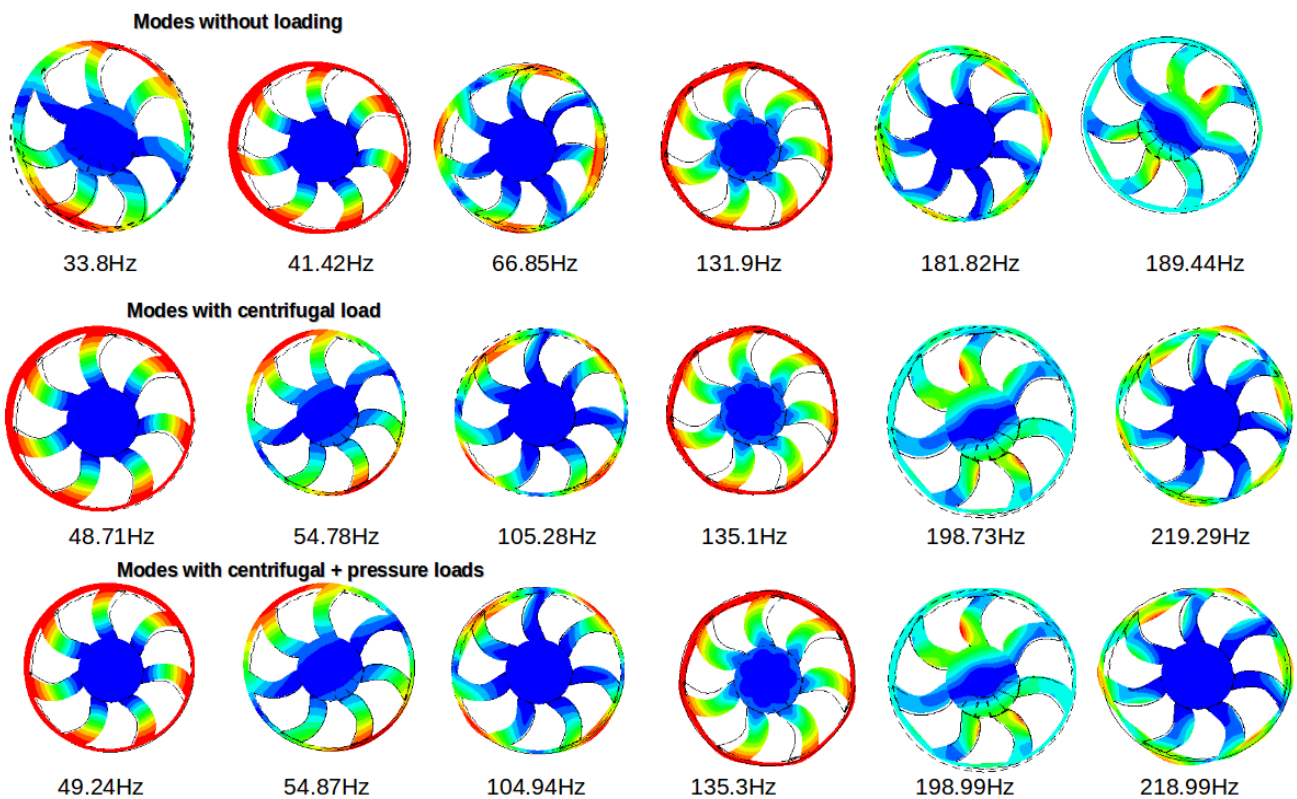 Modes without loading
33.8Hz 41.42Hz 66.85Hz 131.9Hz 181.82Hz 189.44Hz
Modes with centrifugal load
48.71Hz 54.78Hz 105.28Hz 135.1Hz 198.73Hz 219.29Hz
Modes with centrifugal + pressure loads
49.24Hz 54.87Hz 104.94Hz 135.3Hz 198.99Hz 218.99Hz